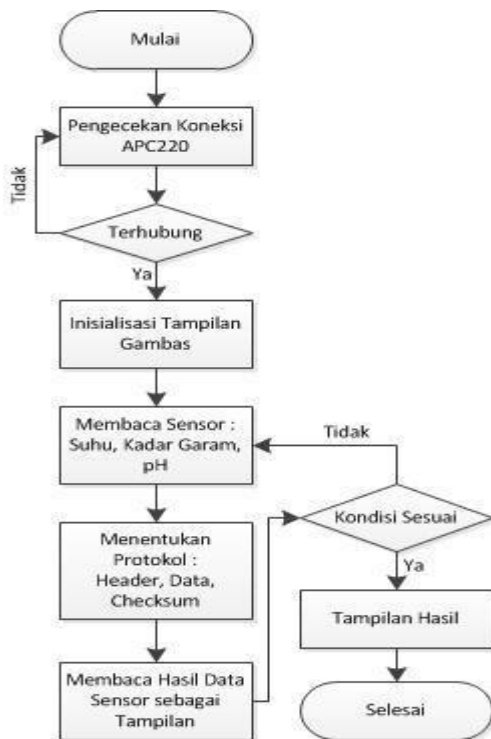 Mulai
Pengecekan Koneksi
APC220
Tidak
Terhubung
Ya
Inisialisasi Tampilan
Gambas
Membaca Sensor :
Suhu, Kadar Garam,
pH
Menentukan
Protokol :
Header, Data,
Checksum
Membaca Hasil Data
Sensor sebagai
Tampilan
Tidak
Kondisi Sesuai
Ya
Tampilan Hasil
Selesai